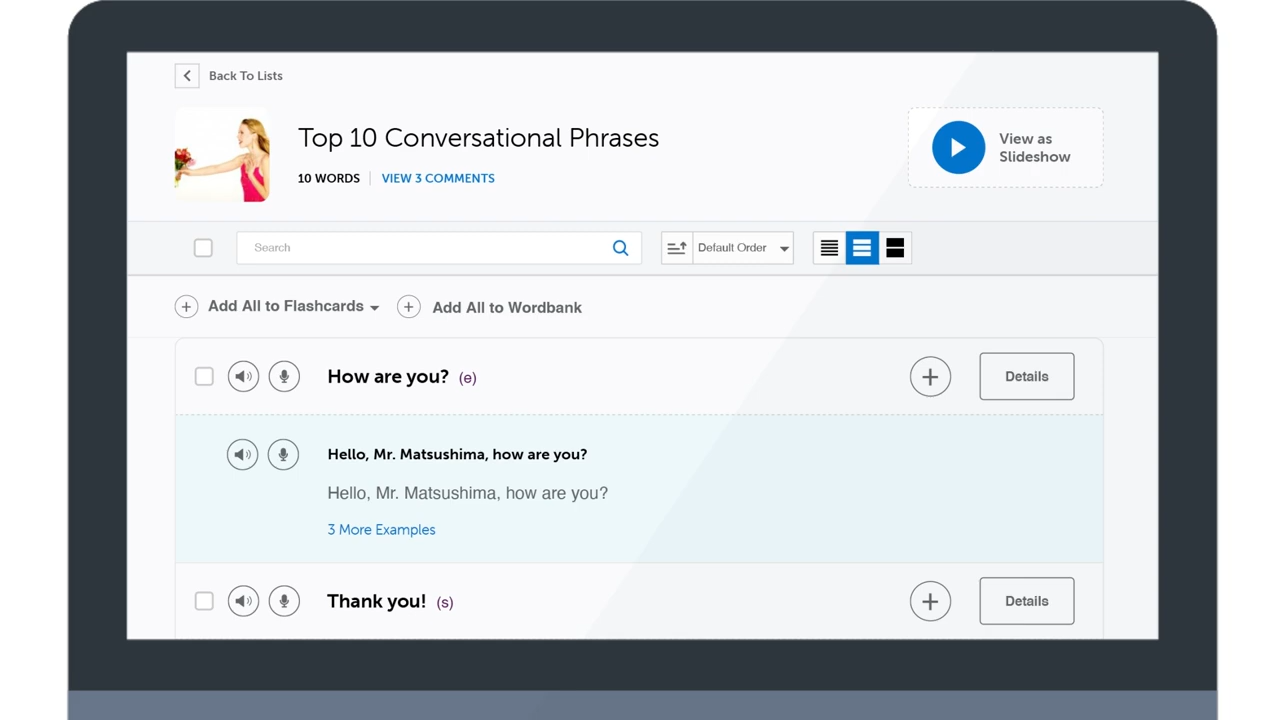 Back To Lists
Top 10 Conversational Phrases
10 WORDS VIEW 3 COMMENTS
View as
Slideshow
Search
Default Order
Add All to Flashcards
Add All to Wordbank
How are you? (e)
Details
Hello, Mr. Matsushima, how are you?
Hello, Mr. Matsushima, how are you?
3 More Examples
Thank you! (s)
Details